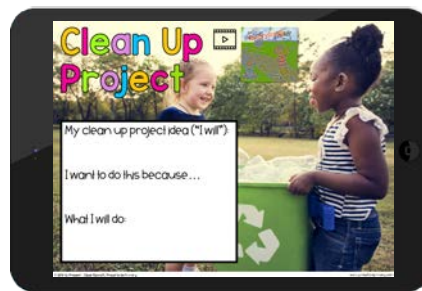 Clean Up
Project
My clean up project idea ("I will"):
I want to do this because...
What I will do: